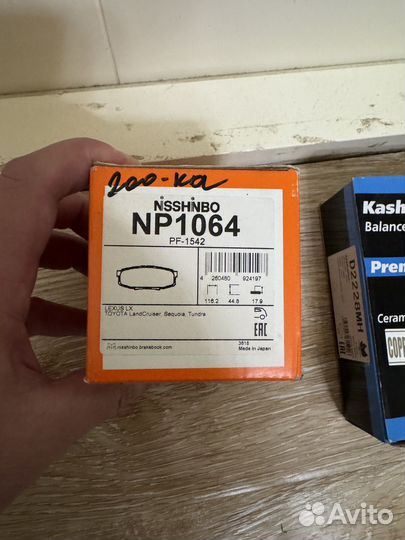 200-ка
NISSHINBO
NP1064
PF-1542
4 260480 924197
116.2 44.8 17.9
LEXUS LX
TOYOTA LandCruiser, Sequoia, Tundra
EAC
nisshinbo.brakebook.com
3618
Made in Japan
Kash
Balance
Prem
D2228MH
Ceram
COPP
Avito